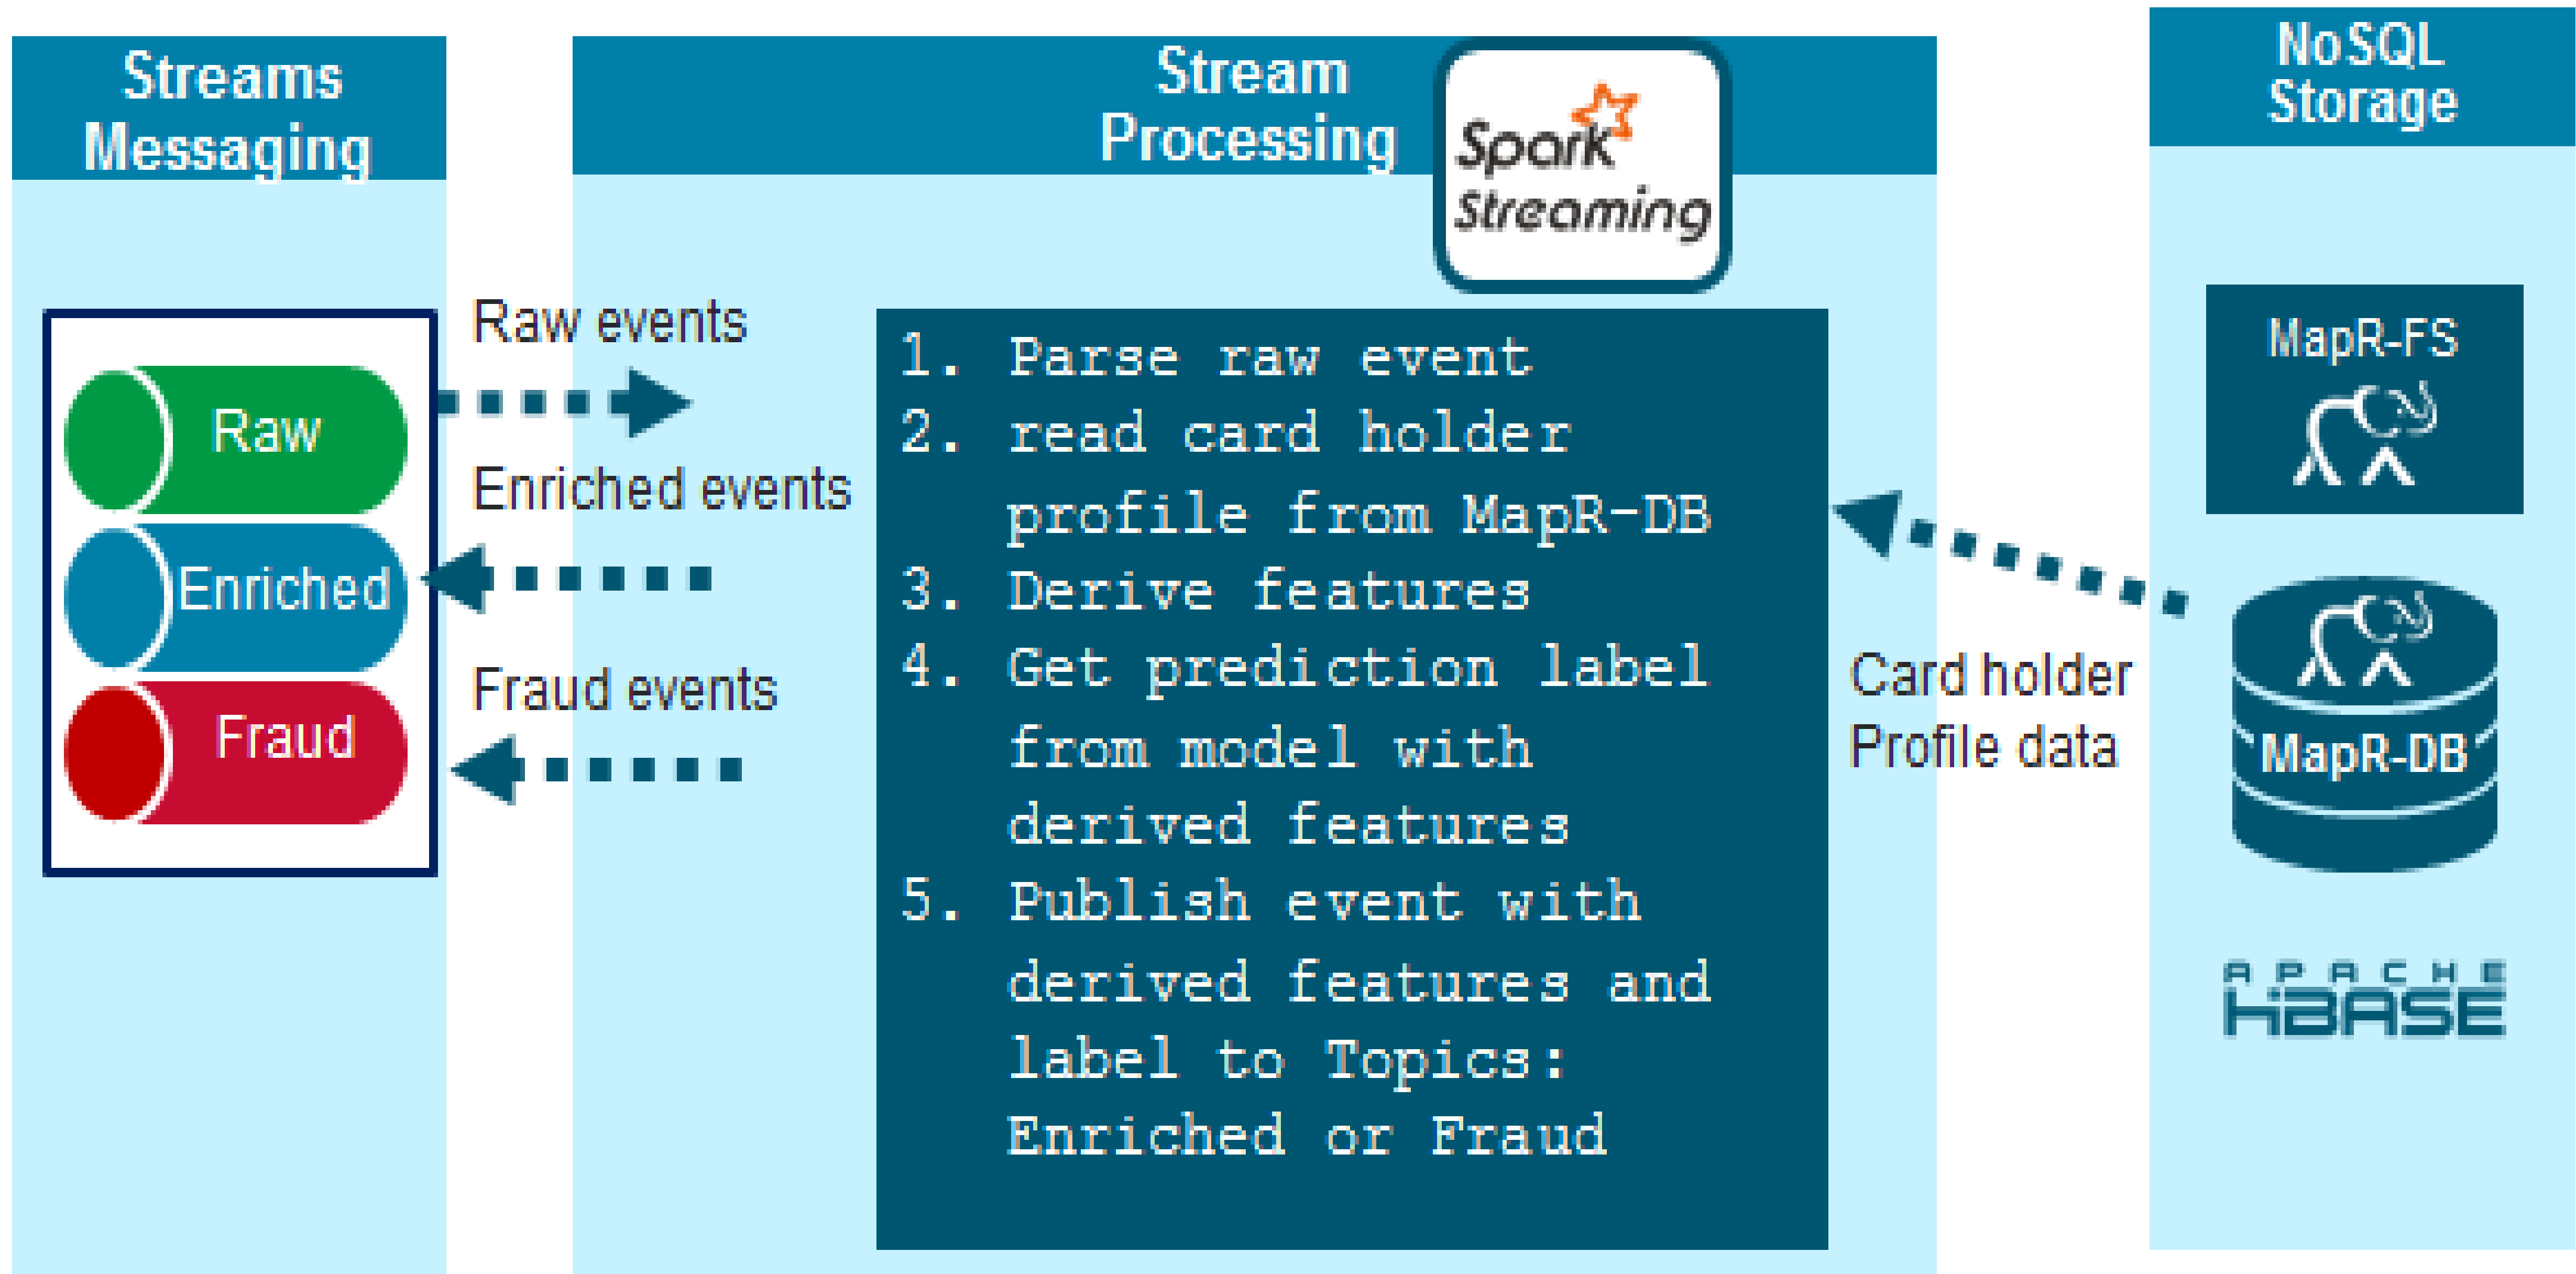 Streams
Messaging
Raw
Enriched
Fraud
Raw events
Enriched events
Fraud events
Stream
Processing
Spark
Streaming
1. Parse raw event
2. read card holder
profile from MapR-DB
3. Derive features
4. Get prediction label
from model with
derived features
5. Publish event with
derived features and
label to Topics:
Enriched or Fraud
Card holder
Profile data
NoSQL
Storage
MapR-FS
MapR-DB
APACHE
HBASE